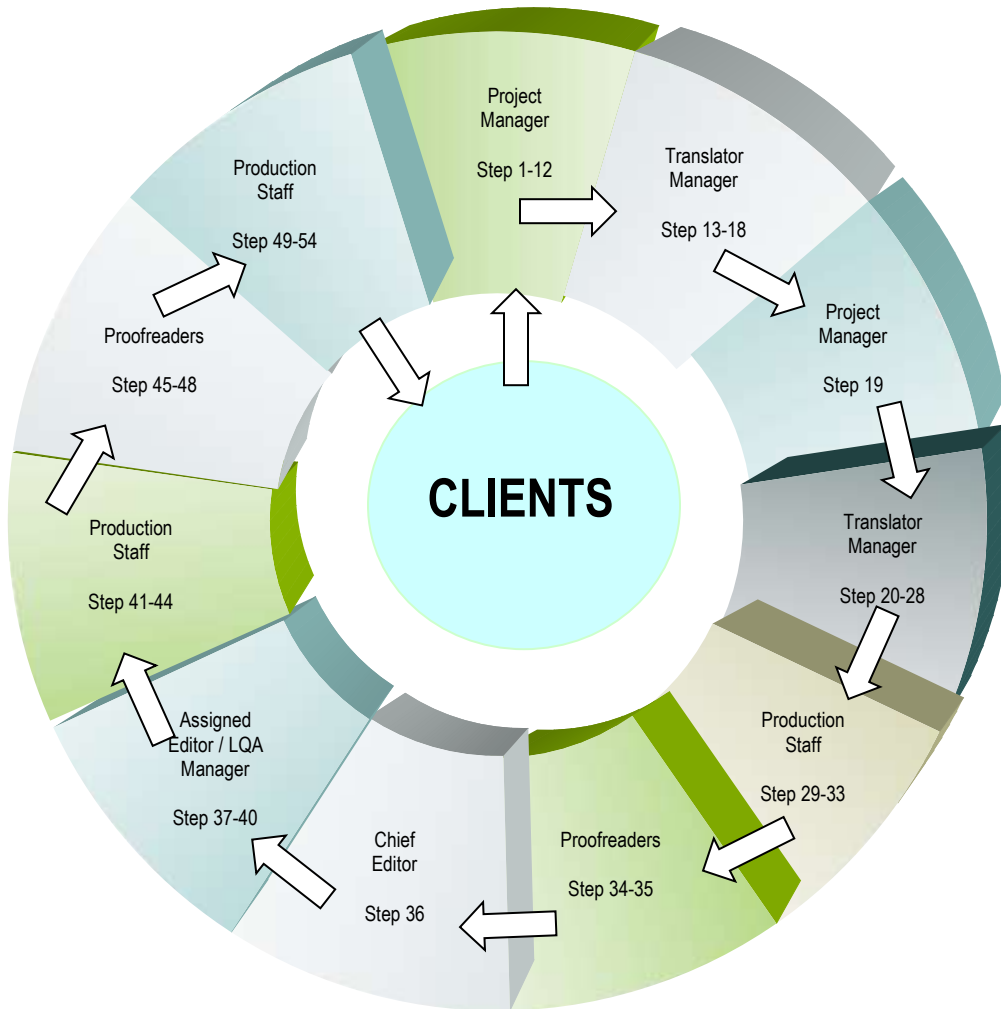 Project
Manager
Step 1-12
Translator
Manager
Step 13-18
Project
Manager
Step 19
Translator
Manager
Step 20-28
Production
Staff
Step 29-33
Proofreaders
Step 34-35
Chief
Editor
Step 36
Assigned
Editor / LQA
Manager
Step 37-40
Production
Staff
Step 41-44
Proofreaders
Step 45-48
Production
Staff
Step 49-54
CLIENTS